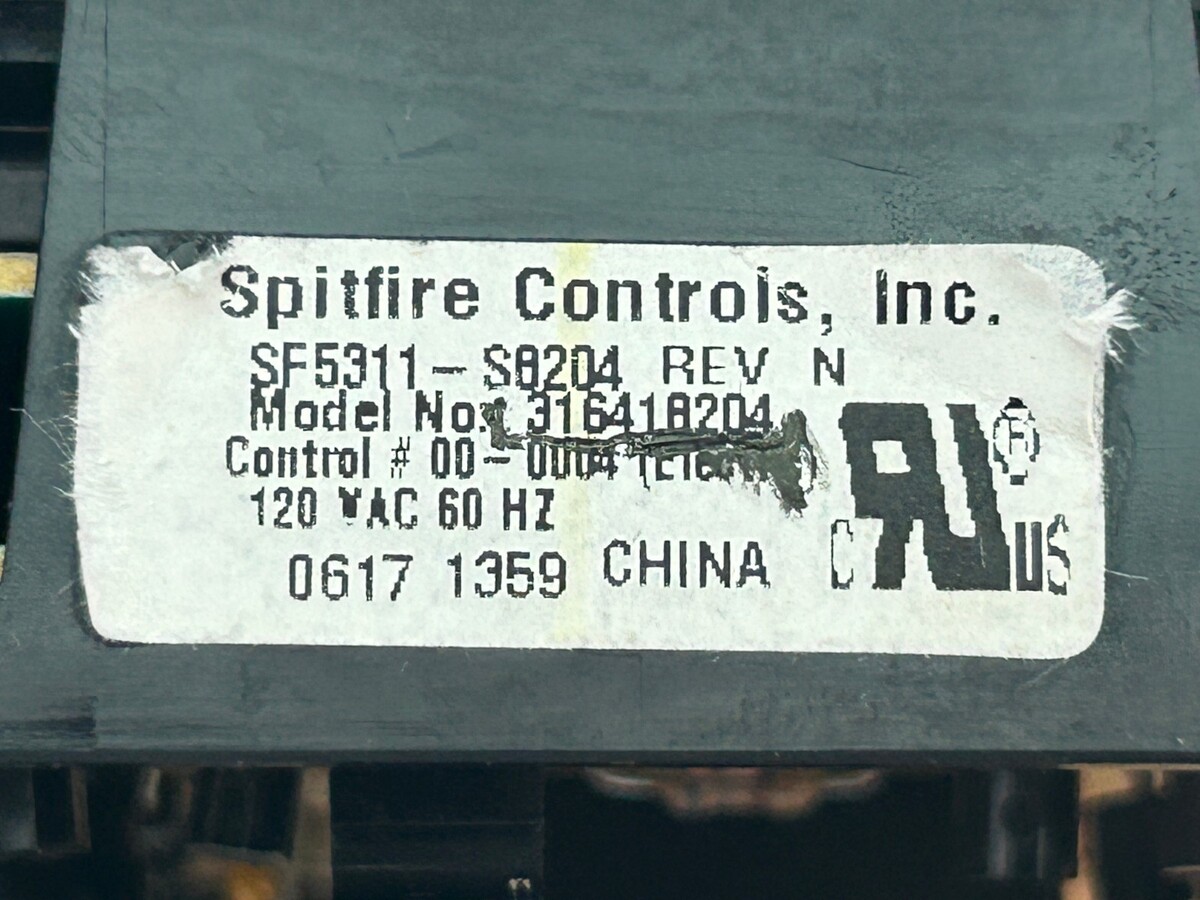 Spitfire Controls, Inc.
SF5311-S8204 REV N
Model No: 316418204
Control # 00-0004
120 VAC 60 HZ
0617 1359 CHINA
C RU ® US